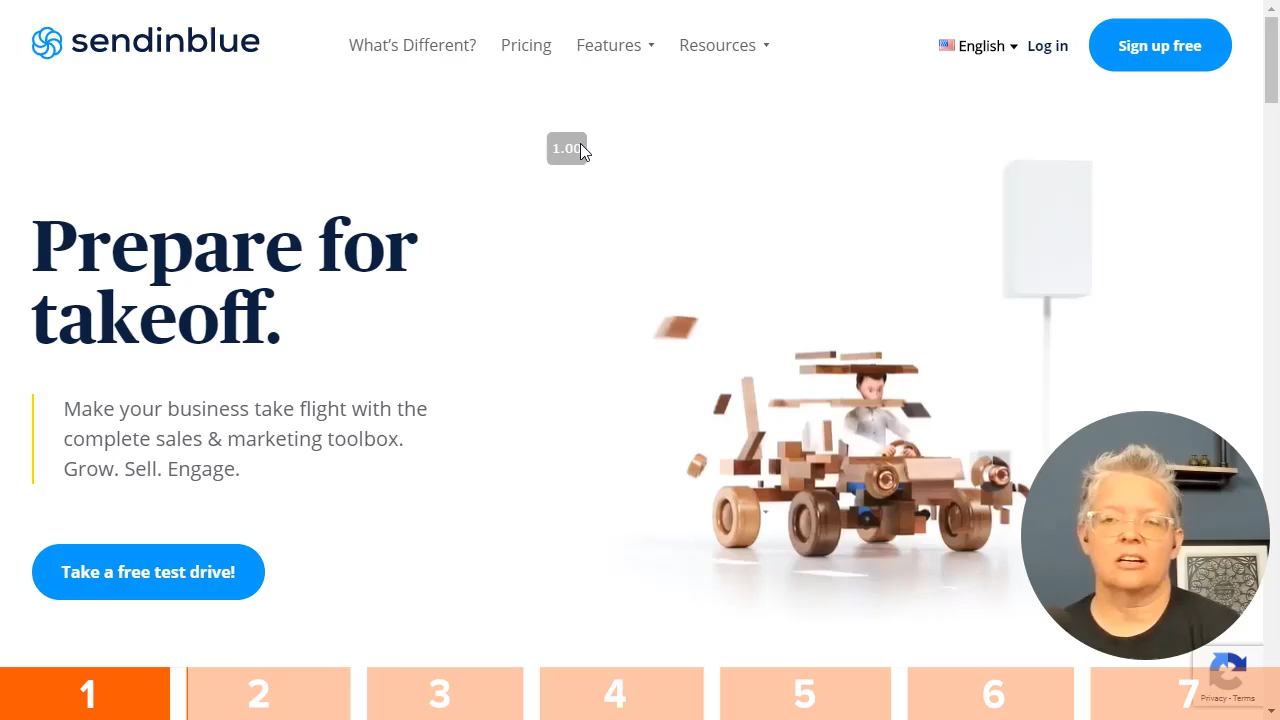 sendinblue
What's Different?
Pricing
Features
Resources
English
Log in
Sign up free
1.00
Prepare for
takeoff.
Make your business take flight with the
complete sales & marketing toolbox.
Grow. Sell. Engage.
Take a free test drive!
Privacy - Terms
1
2
3
4
5
6
7